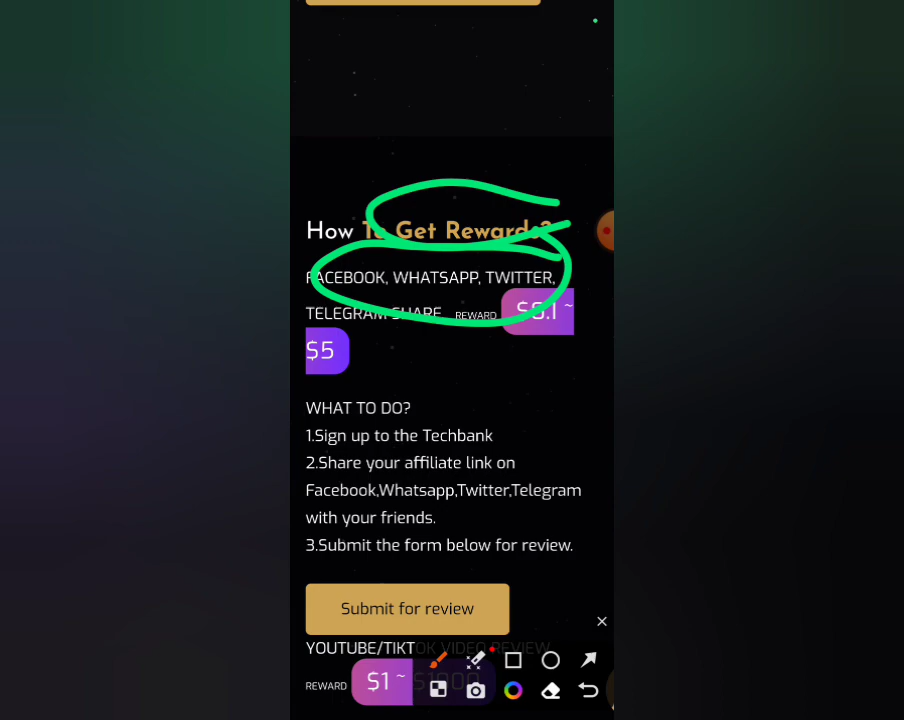 How To Get Rewards?
FACEBOOK, WHATSAPP, TWITTER,
TELEGRAM SHARE REWARD $0.1 ~
$5
WHAT TO DO?
1.Sign up to the Techbank
2.Share your affiliate link on
Facebook,Whatsapp,Twitter,Telegram
with your friends.
3.Submit the form below for review.
Submit for review
YOUTUBE/TIKTOK VIDEO REVIEW
REWARD $1 ~ $1000